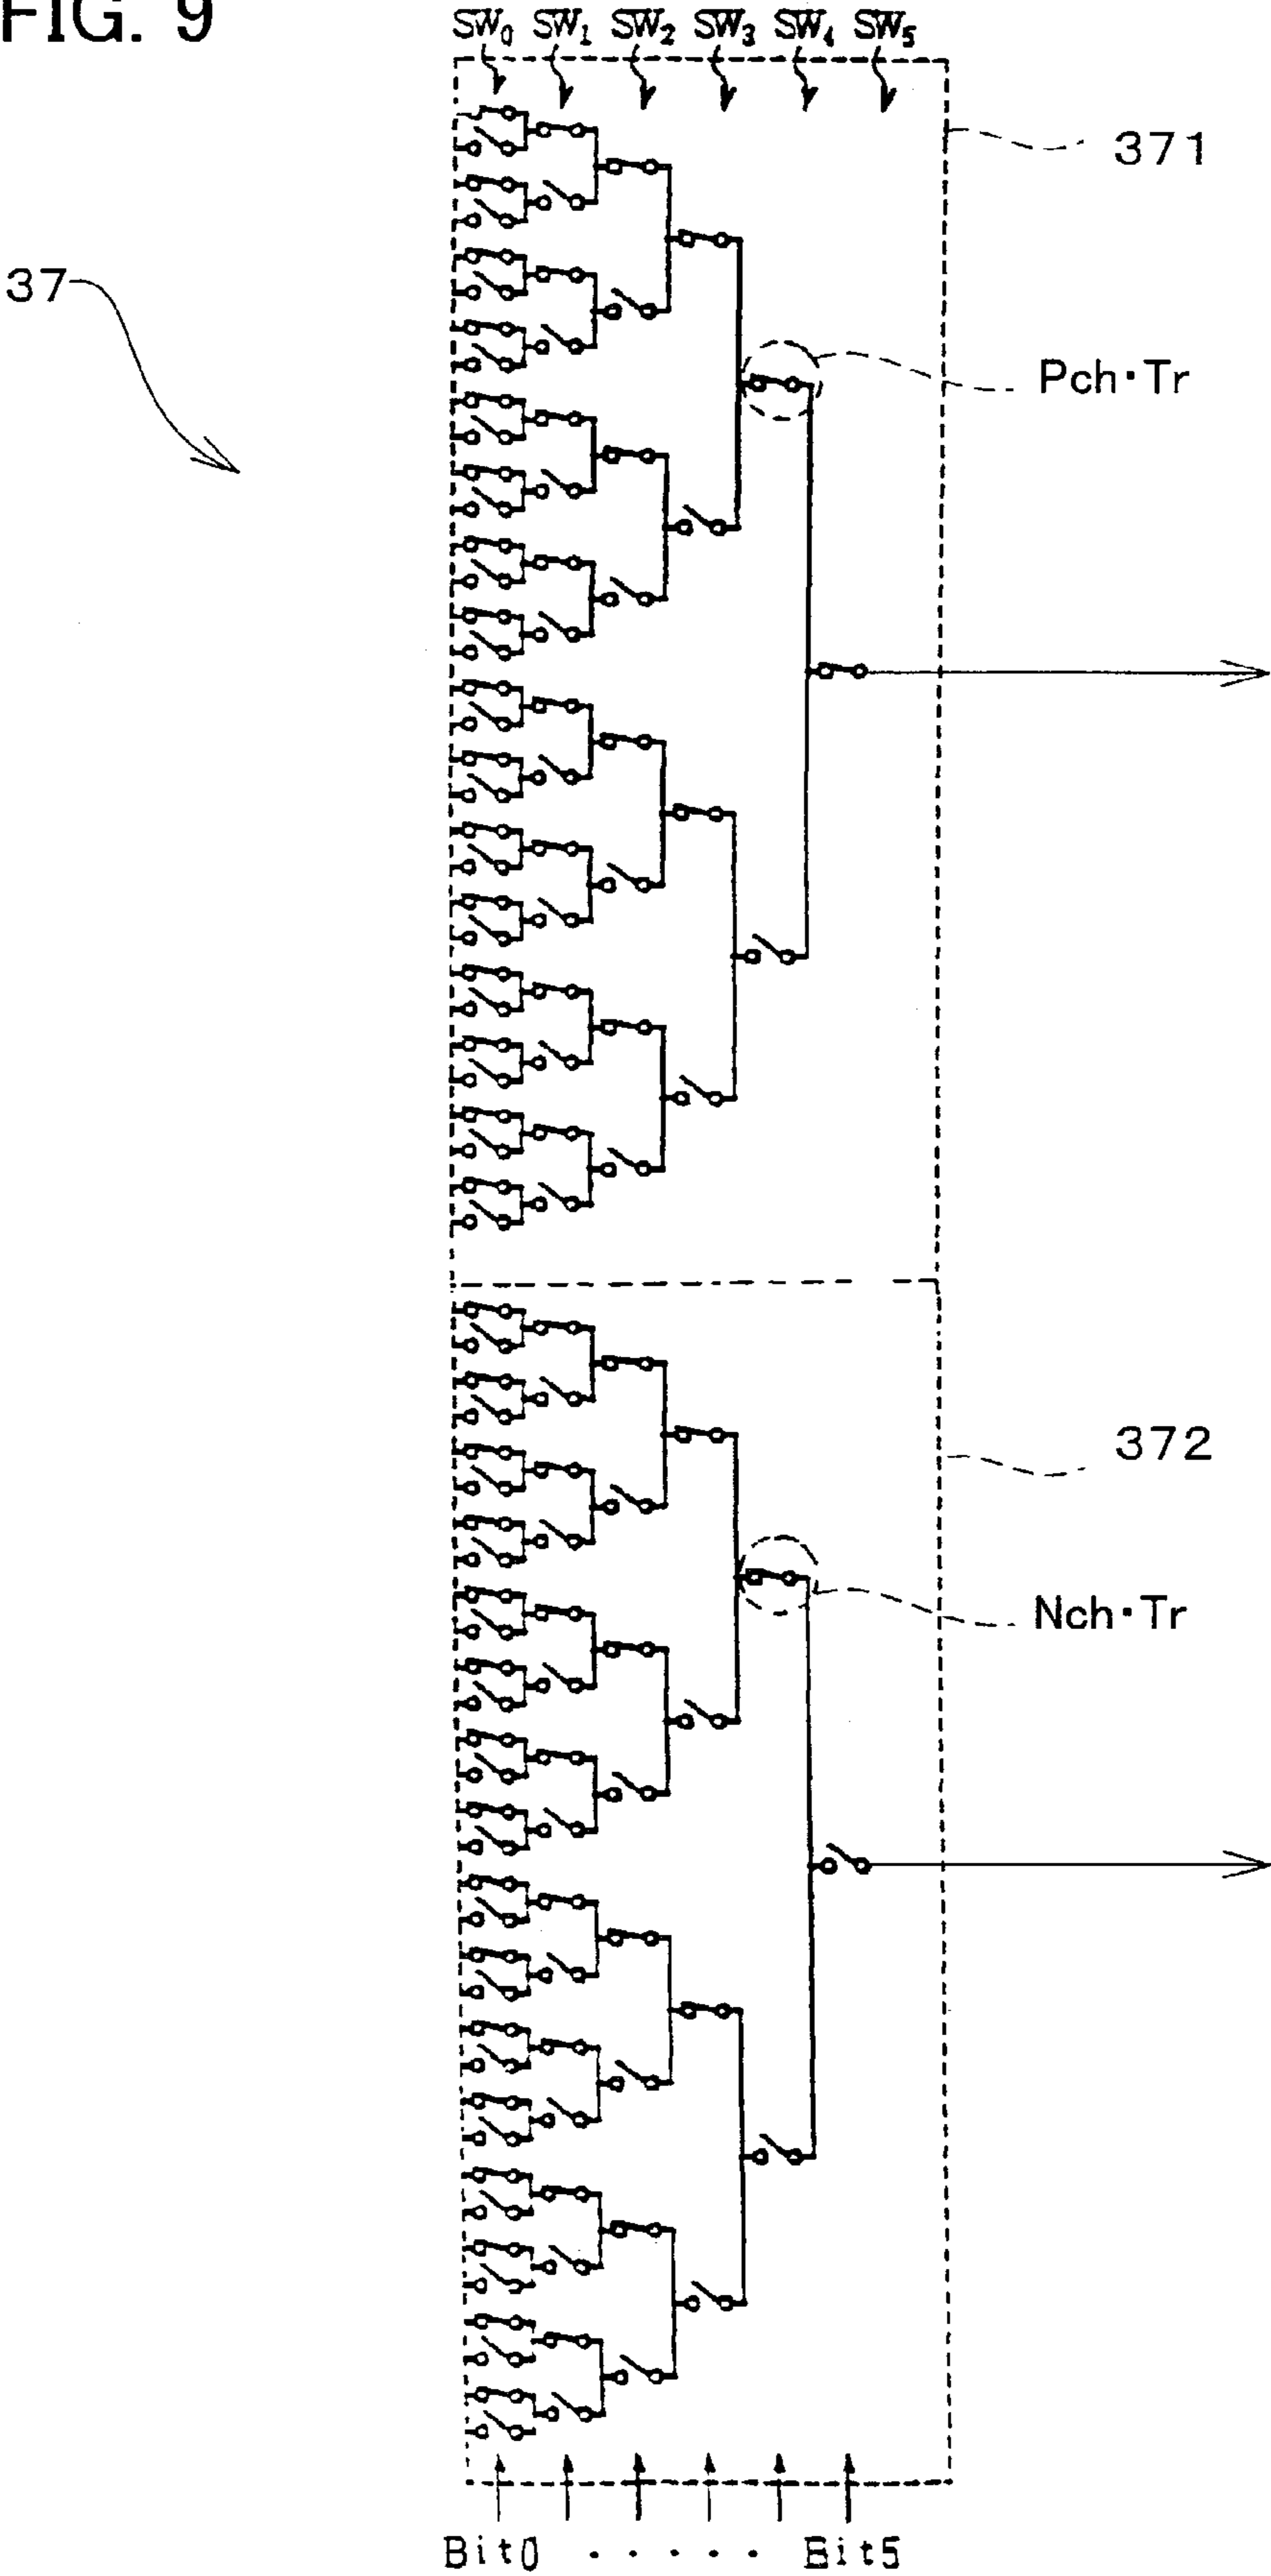 FIG. 9
SW₀ SW₁ SW₂ SW₃ SW₄ SW₅
371
37
Pch·Tr
372
Nch·Tr
Bit0 · · · · · Bit5